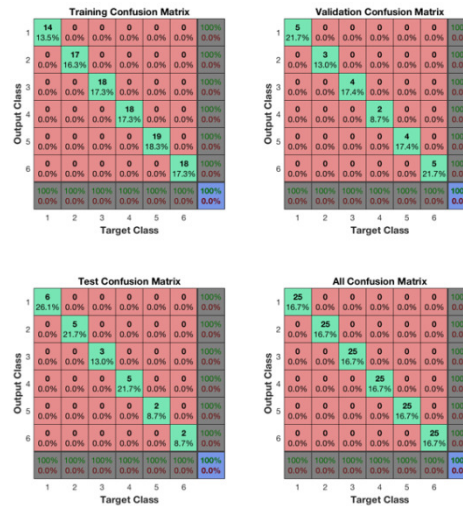 Training Confusion Matrix
1 14 0 0 0 0 0 100%
13.5% 0.0% 0.0% 0.0% 0.0% 0.0% 0.0%
2 0 17 0 0 0 0 100%
0.0% 16.3% 0.0% 0.0% 0.0% 0.0% 0.0%
3 0 0 18 0 0 0 100%
0.0% 0.0% 17.3% 0.0% 0.0% 0.0% 0.0%
4 0 0 0 18 0 0 100%
0.0% 0.0% 0.0% 17.3% 0.0% 0.0% 0.0%
5 0 0 0 0 19 0 100%
0.0% 0.0% 0.0% 0.0% 18.3% 0.0% 0.0%
6 0 0 0 0 0 18 100%
0.0% 0.0% 0.0% 0.0% 0.0% 17.3% 0.0%
100% 100% 100% 100% 100% 100% 100%
0.0% 0.0% 0.0% 0.0% 0.0% 0.0% 0.0%
1 2 3 4 5 6
Output Class
Target Class
Validation Confusion Matrix
1 5 0 0 0 0 0 100
21.7% 0.0% 0.0% 0.0% 0.0% 0.0% 0.0
2 0 3 0 0 0 0 100
0.0% 13.0% 0.0% 0.0% 0.0% 0.0% 0.0
3 0 0 4 0 0 0 100
0.0% 0.0% 17.4% 0.0% 0.0% 0.0% 0.0
4 0 0 0 2 0 0 100
0.0% 0.0% 0.0% 8.7% 0.0% 0.0% 0.0
5 0 0 0 0 4 0 100
0.0% 0.0% 0.0% 0.0% 17.4% 0.0% 0.0
6 0 0 0 0 0 5 100
0.0% 0.0% 0.0% 0.0% 0.0% 21.7% 0.0
100% 100% 100% 100% 100% 100% 100
0.0% 0.0% 0.0% 0.0% 0.0% 0.0% 0.0
1 2 3 4 5 6
Output Class
Target Class
Test Confusion Matrix
1 6 0 0 0 0 0 100%
26.1% 0.0% 0.0% 0.0% 0.0% 0.0% 0.0%
2 0 5 0 0 0 0 100%
0.0% 21.7% 0.0% 0.0% 0.0% 0.0% 0.0%
3 0 0 3 0 0 0 100%
0.0% 0.0% 13.0% 0.0% 0.0% 0.0% 0.0%
4 0 0 0 5 0 0 100%
0.0% 0.0% 0.0% 21.7% 0.0% 0.0% 0.0%
5 0 0 0 0 2 0 100%
0.0% 0.0% 0.0% 0.0% 8.7% 0.0% 0.0%
6 0 0 0 0 0 2 100%
0.0% 0.0% 0.0% 0.0% 0.0% 8.7% 0.0%
100% 100% 100% 100% 100% 100% 100%
0.0% 0.0% 0.0% 0.0% 0.0% 0.0% 0.0%
1 2 3 4 5 6
Output Class
Target Class
All Confusion Matrix
1 25 0 0 0 0 0 100
16.7% 0.0% 0.0% 0.0% 0.0% 0.0% 0.0
2 0 25 0 0 0 0 100
0.0% 16.7% 0.0% 0.0% 0.0% 0.0% 0.0
3 0 0 25 0 0 0 100
0.0% 0.0% 16.7% 0.0% 0.0% 0.0% 0.0
4 0 0 0 25 0 0 100
0.0% 0.0% 0.0% 16.7% 0.0% 0.0% 0.0
5 0 0 0 0 25 0 100
0.0% 0.0% 0.0% 0.0% 16.7% 0.0% 0.0
6 0 0 0 0 0 25 100
0.0% 0.0% 0.0% 0.0% 0.0% 16.7% 0.0
100% 100% 100% 100% 100% 100% 100
0.0% 0.0% 0.0% 0.0% 0.0% 0.0% 0.0
1 2 3 4 5 6
Output Class
Target Class